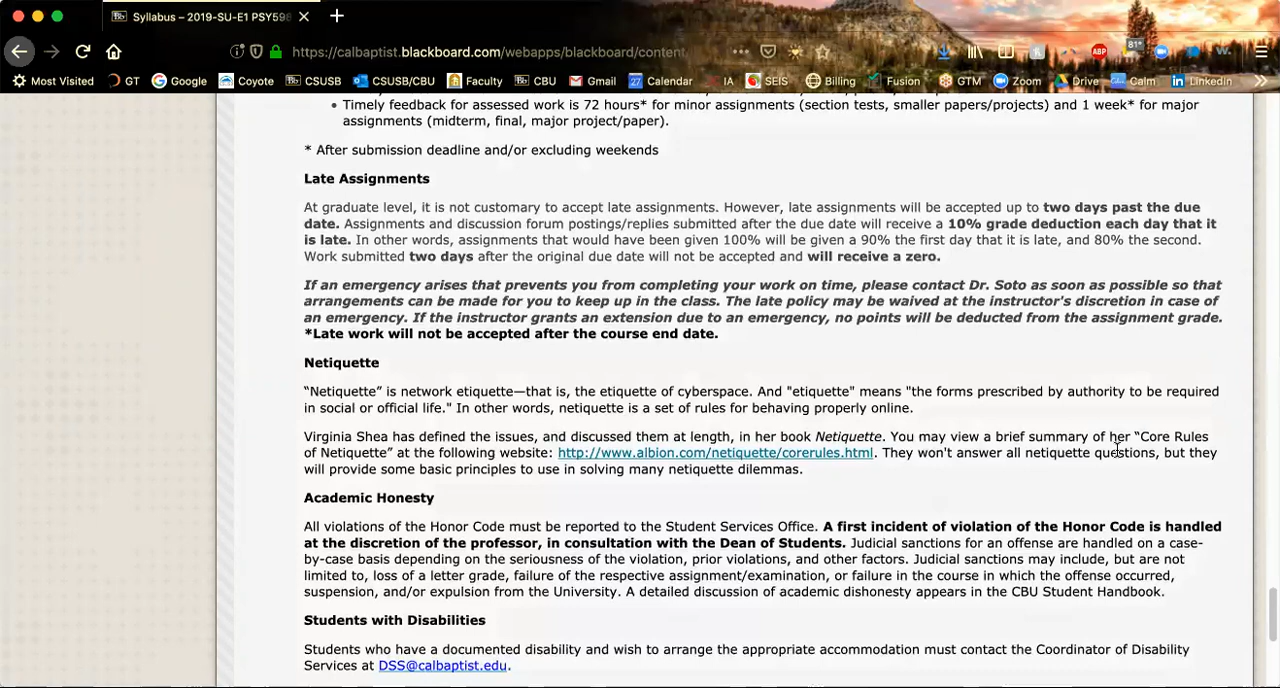 Syllabus – 2019-SU-E1 PSY598
https://calbaptist.blackboard.com/webapps/blackboard/content
81°
ABP
Most Visited GT Google Coyote CSUSB CSUSB/CBU Faculty CBU Gmail 27 Calendar IA SEIS Billing Fusion GTM Zoom Drive Calm Linkedin
Timely feedback for assessed work is 72 hours* for minor assignments (section tests, smaller papers/projects) and 1 week* for major
assignments (midterm, final, major project/paper).
* After submission deadline and/or excluding weekends
Late Assignments
At graduate level, it is not customary to accept late assignments. However, late assignments will be accepted up to two days past the due
date. Assignments and discussion forum postings/replies submitted after the due date will receive a 10% grade deduction each day that it
is late. In other words, assignments that would have been given 100% will be given a 90% the first day that it is late, and 80% the second.
Work submitted two days after the original due date will not be accepted and will receive a zero.
If an emergency arises that prevents you from completing your work on time, please contact Dr. Soto as soon as possible so that
arrangements can be made for you to keep up in the class. The late policy may be waived at the instructor's discretion in case of
an emergency. If the instructor grants an extension due to an emergency, no points will be deducted from the assignment grade.
*Late work will not be accepted after the course end date.
Netiquette
“Netiquette” is network etiquette—that is, the etiquette of cyberspace. And "etiquette" means "the forms prescribed by authority to be required
in social or official life." In other words, netiquette is a set of rules for behaving properly online.
Virginia Shea has defined the issues, and discussed them at length, in her book Netiquette. You may view a brief summary of her “Core Rules
of Netiquette” at the following website: http://www.albion.com/netiquette/corerules.html. They won't answer all netiquette questions, but they
will provide some basic principles to use in solving many netiquette dilemmas.
Academic Honesty
All violations of the Honor Code must be reported to the Student Services Office. A first incident of violation of the Honor Code is handled
at the discretion of the professor, in consultation with the Dean of Students. Judicial sanctions for an offense are handled on a case-
by-case basis depending on the seriousness of the violation, prior violations, and other factors. Judicial sanctions may include, but are not
limited to, loss of a letter grade, failure of the respective assignment/examination, or failure in the course in which the offense occurred,
suspension, and/or expulsion from the University. A detailed discussion of academic dishonesty appears in the CBU Student Handbook.
Students with Disabilities
Students who have a documented disability and wish to arrange the appropriate accommodation must contact the Coordinator of Disability
Services at DSS@calbaptist.edu.